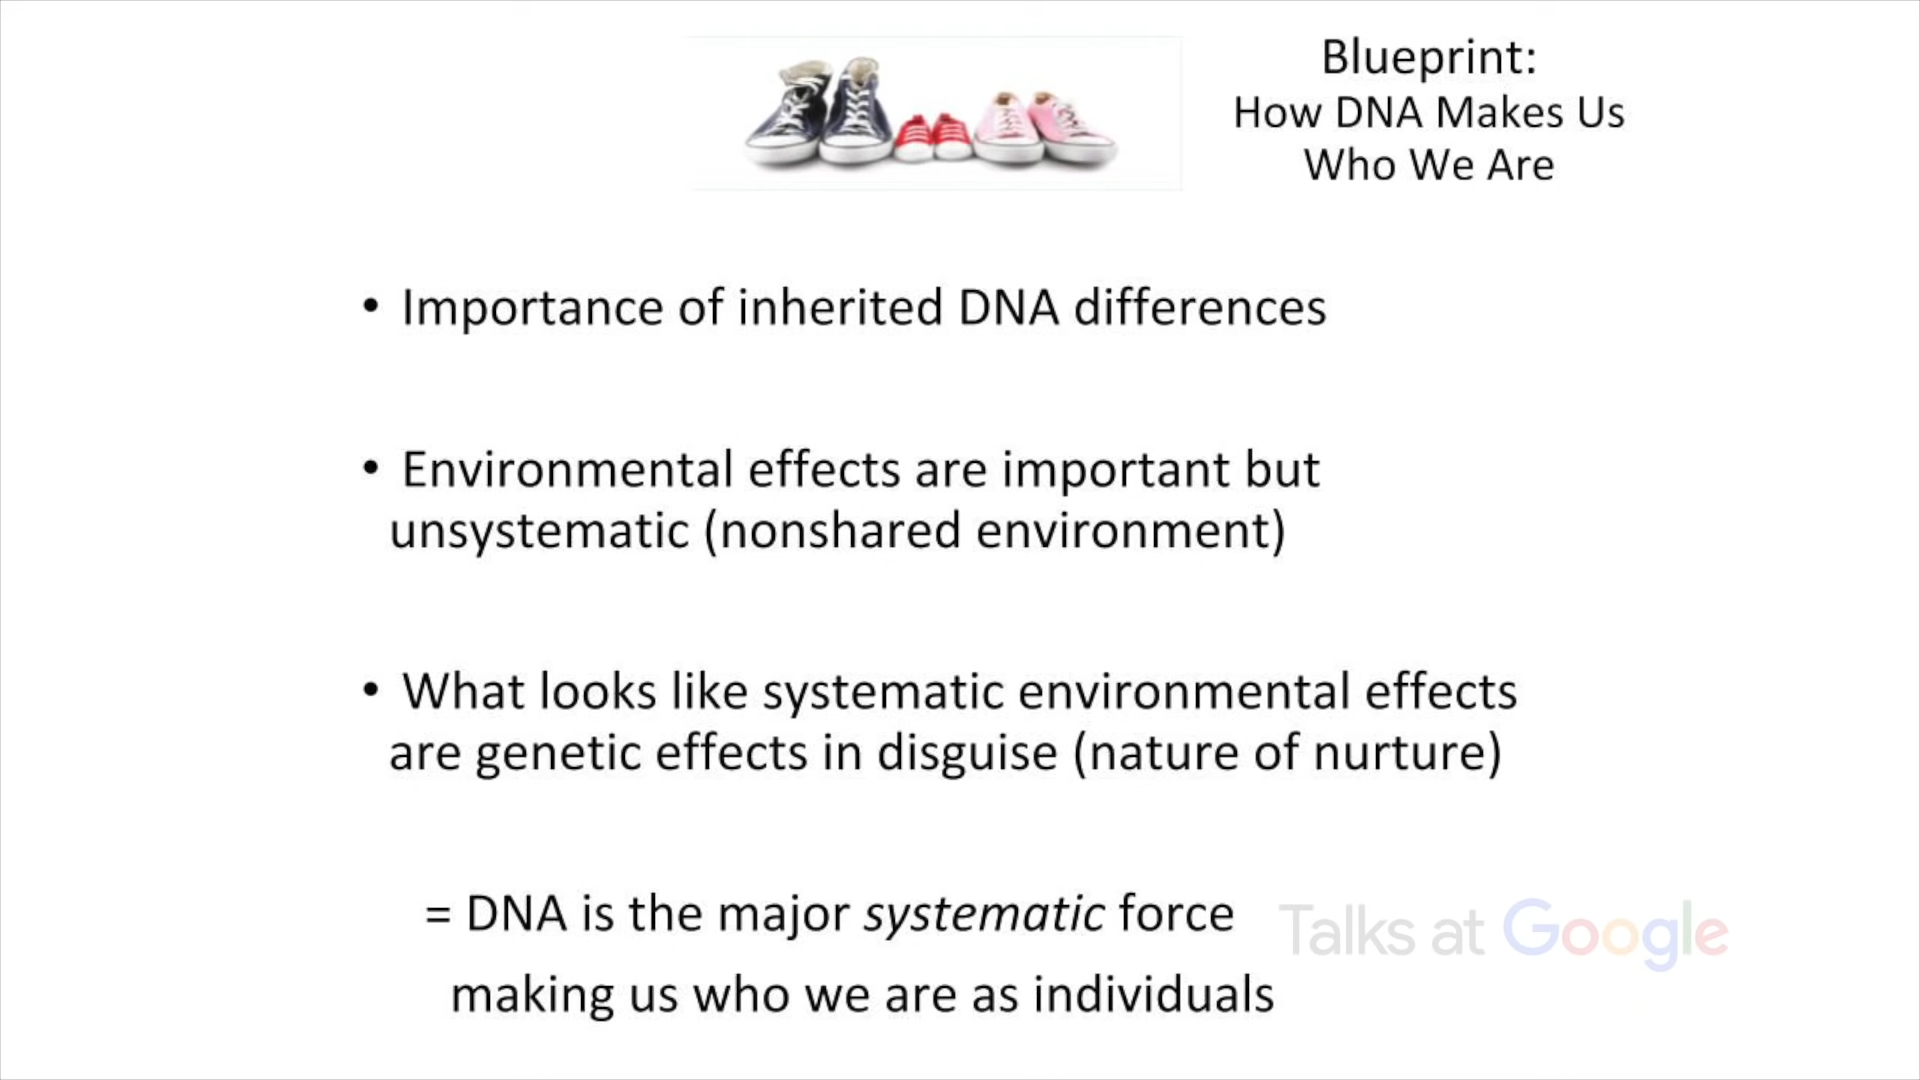 Blueprint:
How DNA Makes Us
Who We Are
• Importance of inherited DNA differences
• Environmental effects are important but
unsystematic (nonshared environment)
• What looks like systematic environmental effects
are genetic effects in disguise (nature of nurture)
= DNA is the major systematic force
making us who we are as individuals
Talks at Google